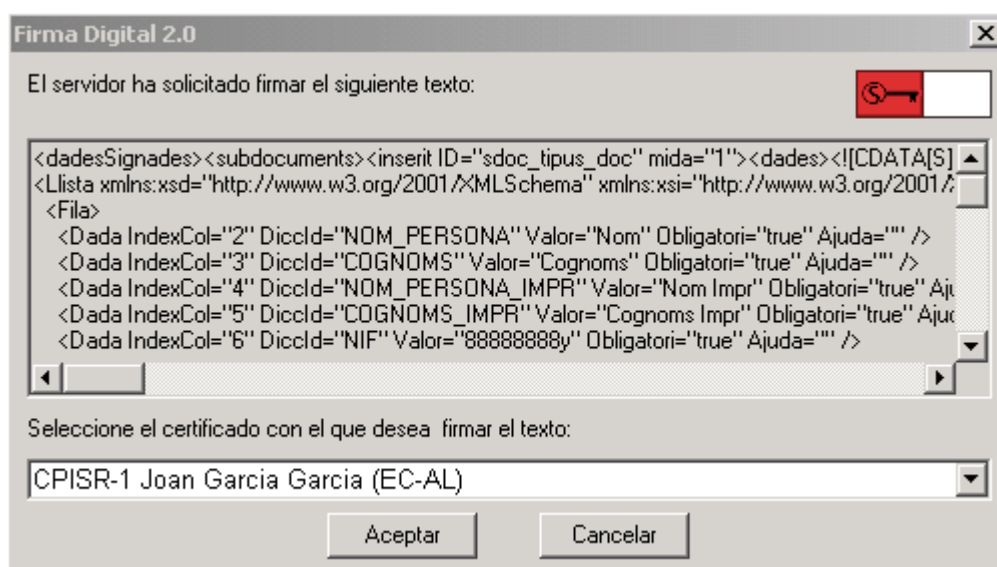 Firma Digital 2.0
El servidor ha solicitado firmar el siguiente texto:
<dadesSignades><subdocuments><inserit ID="sdoc_tipus_doc" mida="1"><dades><![CDATA[S]
<Llista xmlns:xsd="http://www.w3.org/2001/XMLSchema" xmlns:xsi="http://www.w3.org/2001/
<Fila>
<Dada IndexCol="2" DiccId="NOM_PERSONA" Valor="Nom" Obligatori="true" Ajuda="" />
<Dada IndexCol="3" DiccId="COGNOMS" Valor="Cognoms" Obligatori="true" Ajuda="" />
<Dada IndexCol="4" DiccId="NOM_PERSONA_IMPR" Valor="Nom Impr" Obligatori="true" Aju
<Dada IndexCol="5" DiccId="COGNOMS_IMPR" Valor="Cognoms Impr" Obligatori="true" Ajud
<Dada IndexCol="6" DiccId="NIF" Valor="88888888y" Obligatori="true" Ajuda="" />
Seleccione el certificado con el que desea firmar el texto:
CPISR-1 Joan Garcia Garcia (EC-AL)
Aceptar Cancelar